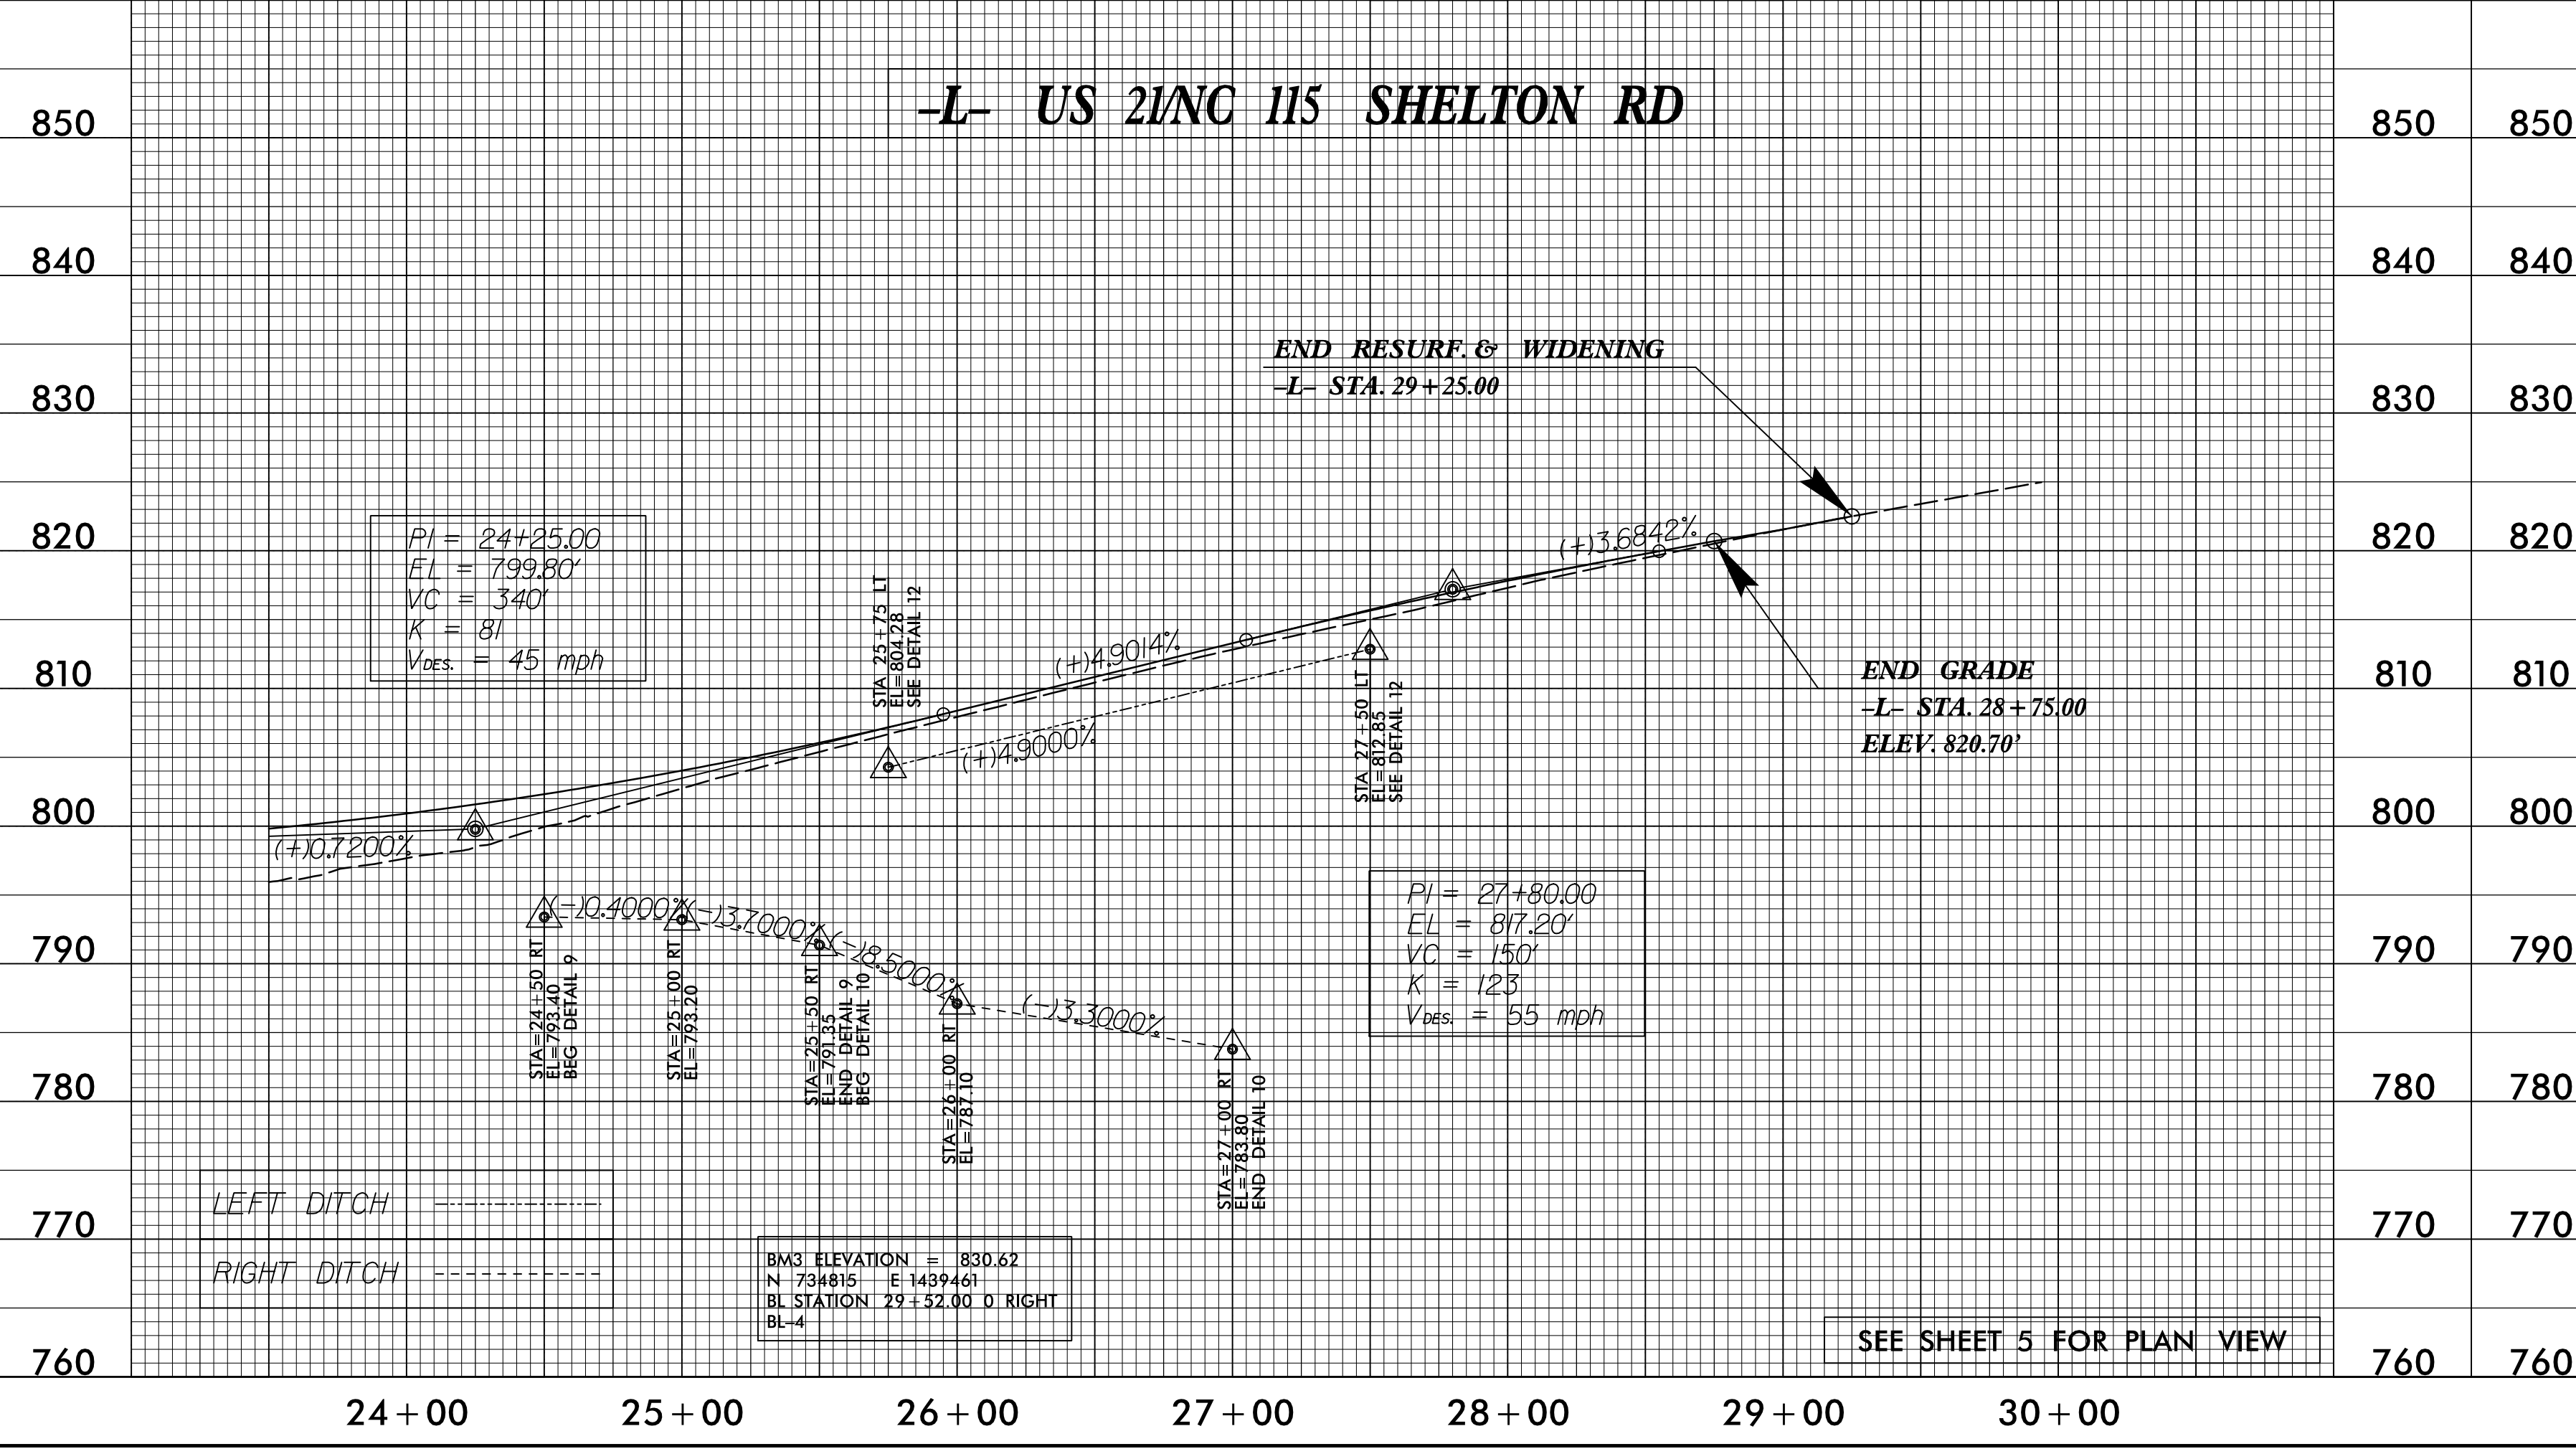 -L- US 21/NC 115 SHELTON RD
850
850
850
840
840
840
END RESURF. & WIDENING
-L- STA. 29+25.00
830
830
830
820
820
820
PI = 24+25.00
EL = 799.80'
VC = 340'
K = 81
VDES. = 45 mph
STA 25+75 LT
EL=804.28
SEE DETAIL 12
(+)3.6842%
(+)4.9014%
(+)4.9000%
810
810
810
END GRADE
-L- STA. 28+75.00
ELEV. 820.70'
STA 27+50 LT
EL=812.85
SEE DETAIL 12
800
800
800
(+)0.7200%
(-)0.4000%
(-)3.7000%
(-)8.5000%
(-)3.3000%
PI = 27+80.00
EL = 817.20'
VC = 150'
K = 123
VDES. = 55 mph
790
790
790
STA=24+50 RT
EL=793.40
BEG DETAIL 9
STA=25+00 RT
EL=793.20
STA=25+50 RT
EL=791.35
END DETAIL 9
BEG DETAIL 10
STA=26+00 RT
EL=787.10
STA=27+00 RT
EL=783.80
END DETAIL 10
780
780
780
LEFT DITCH
770
770
770
RIGHT DITCH
BM3 ELEVATION = 830.62
N 734815 E 1439461
BL STATION 29+52.00 0 RIGHT
BL-4
SEE SHEET 5 FOR PLAN VIEW
760
760
760
24+00 25+00 26+00 27+00 28+00 29+00 30+00